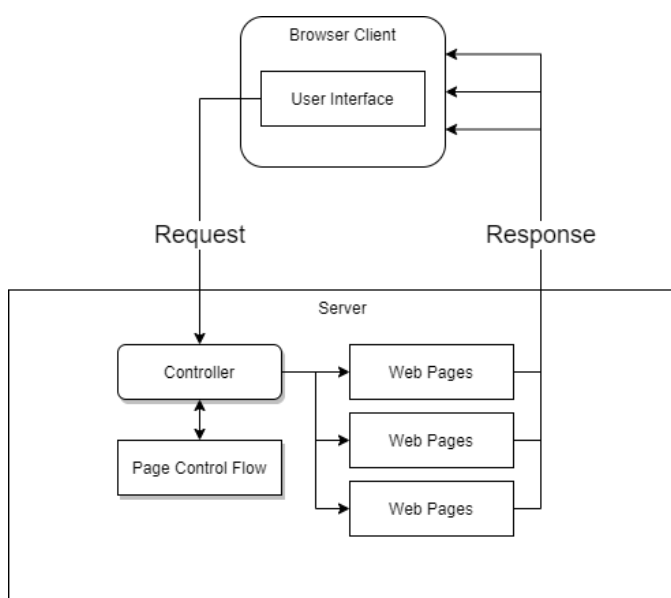 Browser Client
User Interface
Request
Response
Server
Controller
Web Pages
Page Control Flow
Web Pages
Web Pages